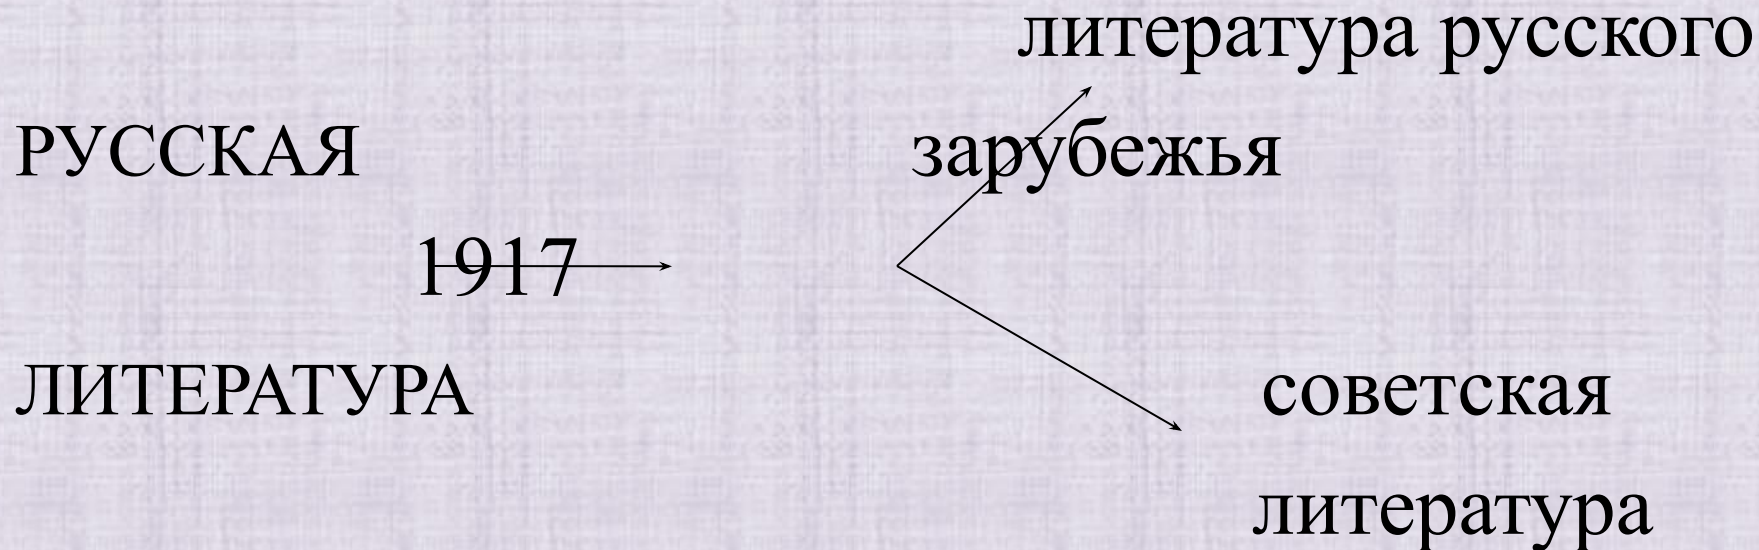 литература русского
РУССКАЯ зарубежья
1917
ЛИТЕРАТУРА советская
литература